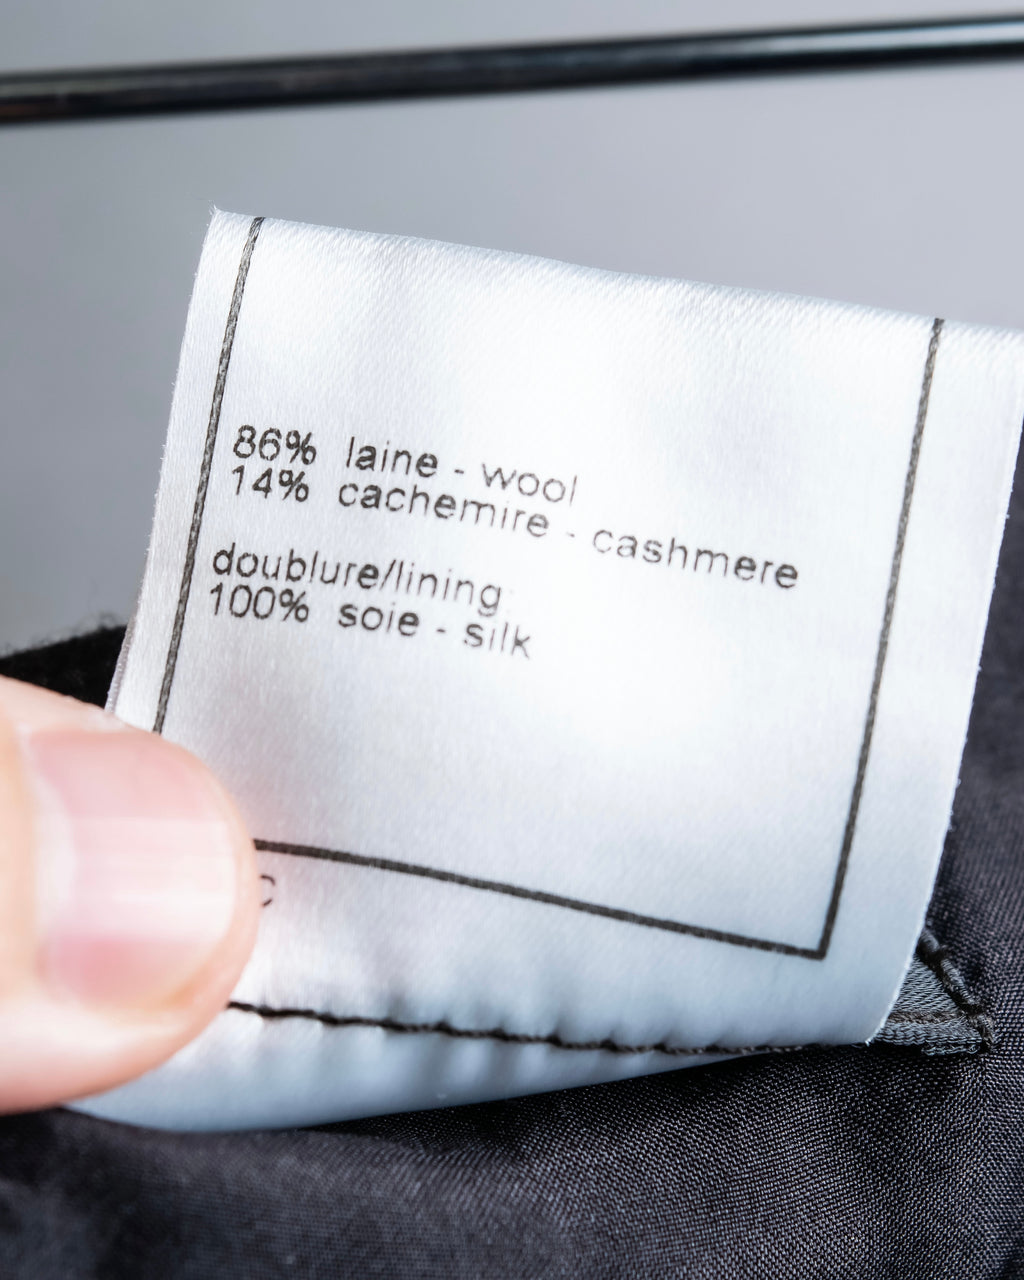 86% laine - wool
14% cachemire - cashmere
doublure/lining
100% soie - silk
C